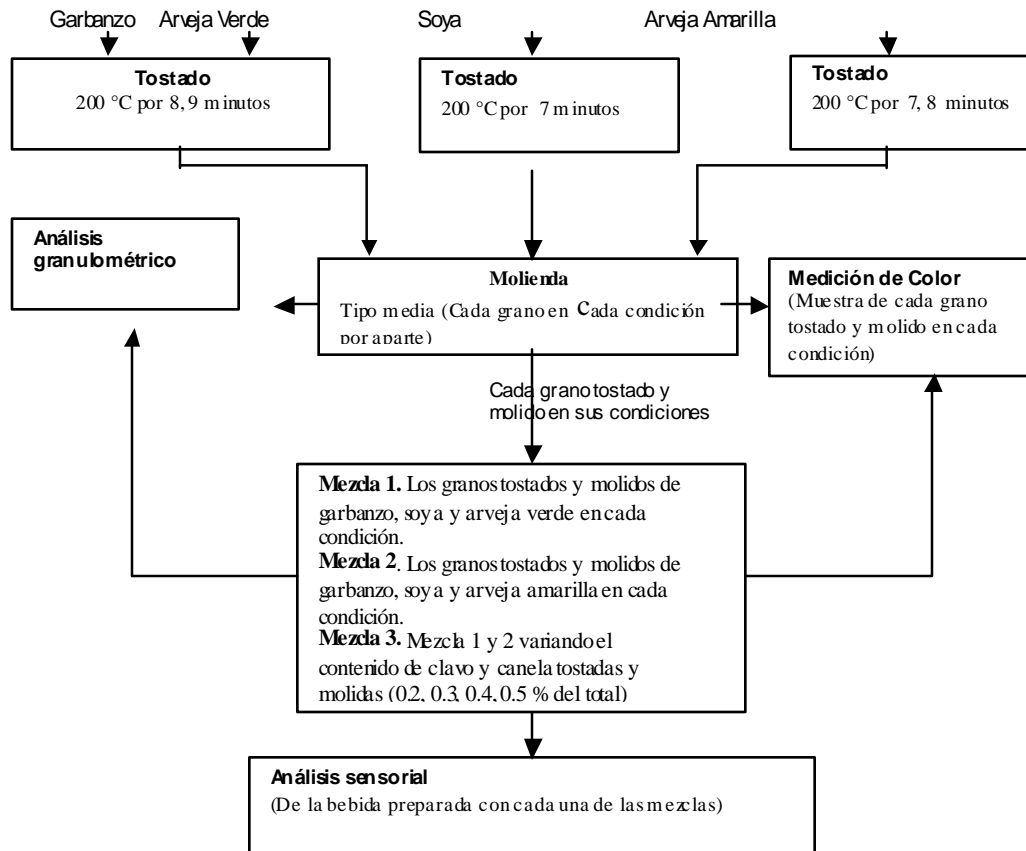 Garbanzo Arveja Verde Soya Arveja Amarilla
Tostado
200 °C por 8, 9 minutos
Tostado
200 °C por 7 minutos
Tostado
200 °C por 7, 8 minutos
Análisis
granulométrico
Molienda
Tipo media (Cada grano en cada condición
por aparte)
Medición de Color
(Muestra de cada grano
tostado y molido en cada
condición)
Cada grano tostado y
molido en sus condiciones
Mezcla 1. Los granos tostados y molidos de
garbanzo, soya y arveja verde en cada
condición.
Mezcla 2. Los granos tostados y molidos de
garbanzo, soya y arveja amarilla en cada
condición.
Mezcla 3. Mezcla 1 y 2 variando el
contenido de clavo y canela tostadas y
molidas (0.2, 0.3, 0.4, 0.5 % del total)
Análisis sensorial
(De la bebida preparada con cada una de las mezclas)